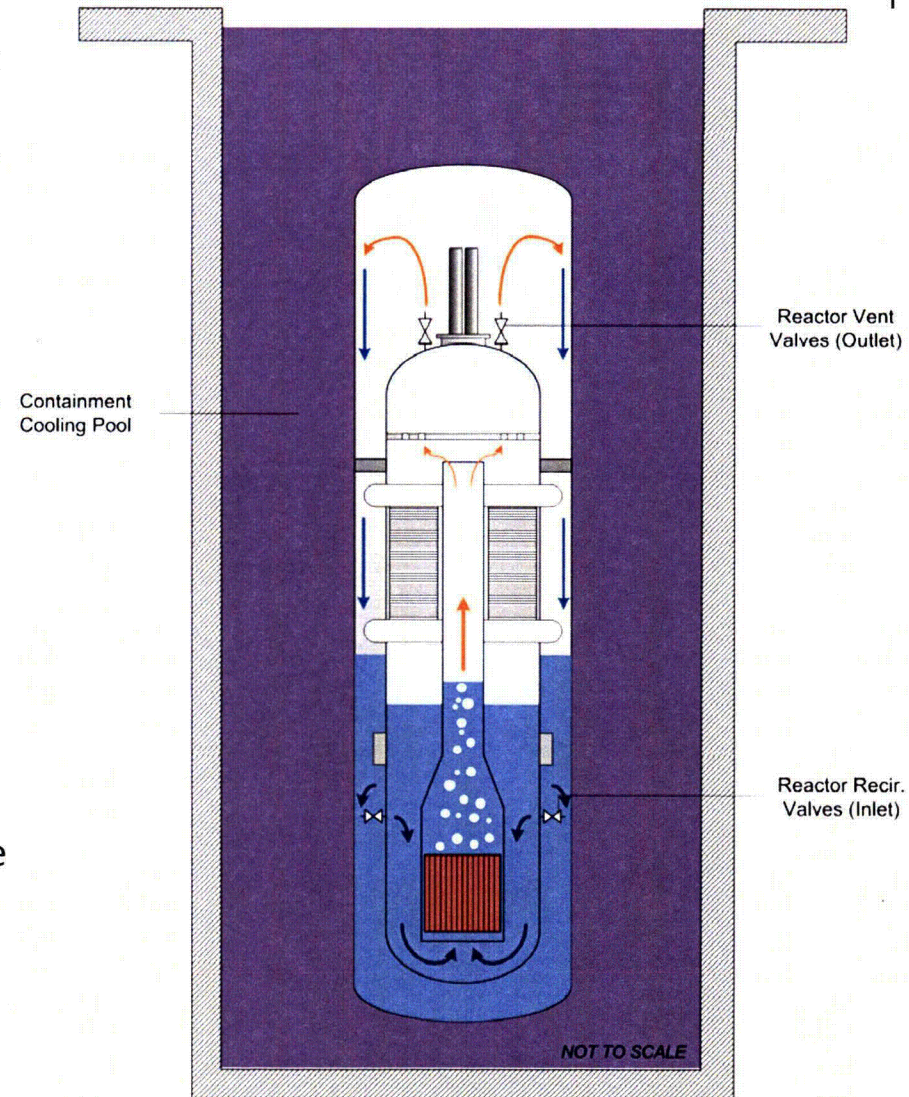 Reactor Vent
Valves (Outlet)
Containment
Cooling Pool
Reactor Recir.
Valves (Inlet)
e
NOT TO SCALE